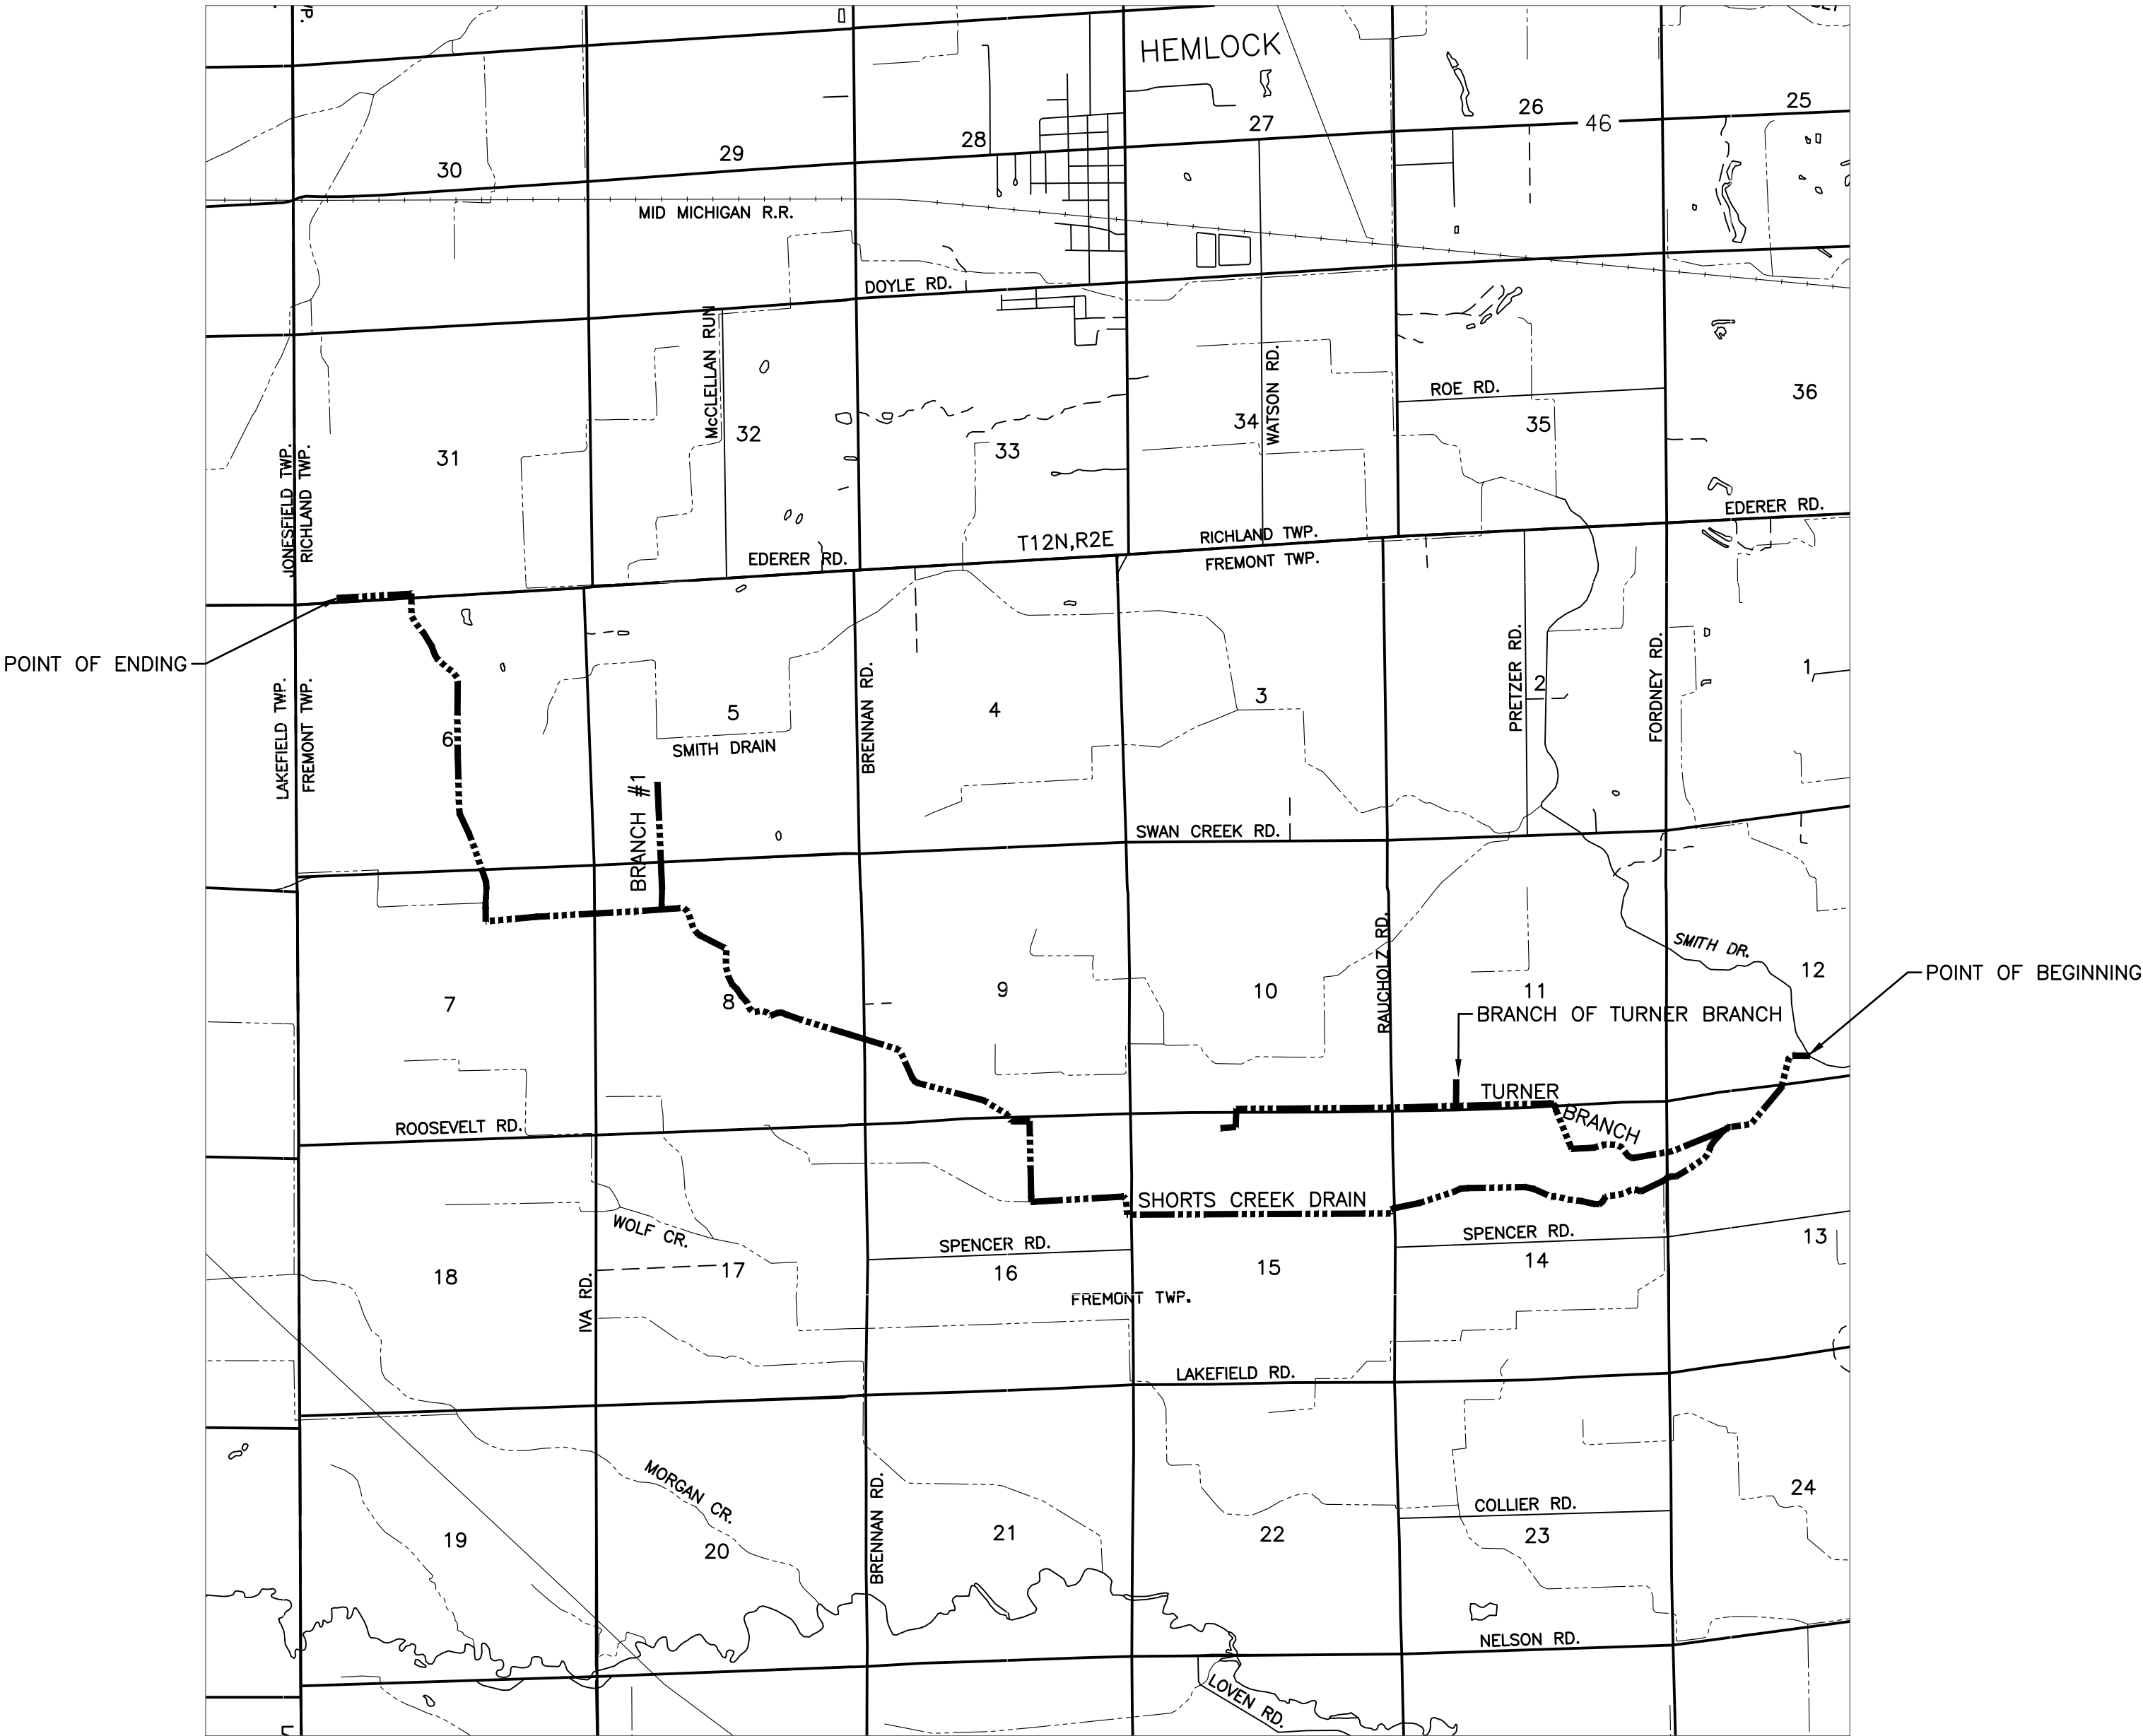 HEMLOCK
25
26
46
27
28
29
30
MID MICHIGAN R.R.
DOYLE RD.
McCLELLAN RUN
WATSON RD.
ROE RD.
36
34
35
32
33
31
JONESFIELD TWP.
RICHLAND TWP.
EDERER RD.
T12N,R2E
RICHLAND TWP.
FREMONT TWP.
EDERER RD.
POINT OF ENDING
LAKEFIELD TWP.
FREMONT TWP.
BRENNAN RD.
PRETZER RD.
FORDNEY RD.
1
2
3
4
5
6
SMITH DRAIN
BRANCH #1
SWAN CREEK RD.
RAUCHOLZ RD.
SMITH DR.
12
POINT OF BEGINNING
7
8
9
10
11
BRANCH OF TURNER BRANCH
TURNER
BRANCH
ROOSEVELT RD.
SHORTS CREEK DRAIN
WOLF CR.
SPENCER RD.
SPENCER RD.
13
14
15
16
17
18
IVA RD.
FREMONT TWP.
LAKEFIELD RD.
MORGAN CR.
BRENNAN RD.
COLLIER RD.
24
23
22
21
20
19
NELSON RD.
LOVEN RD.